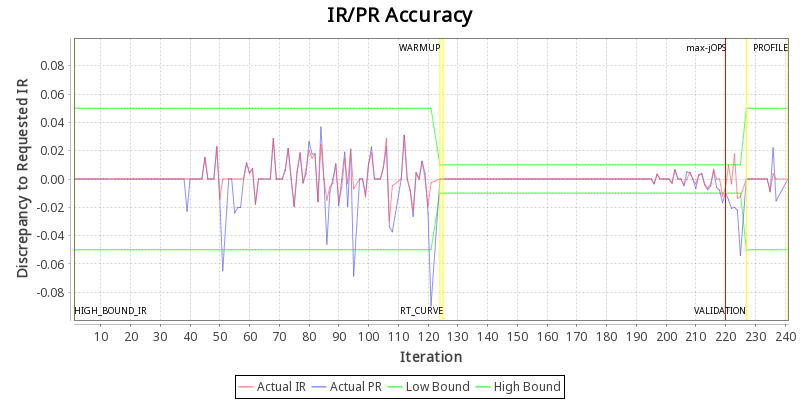 IR/PR Accuracy
WARMUP
max-jOPS
PROFILE
0.08
0.06
0.04
0.02
0.00
-0.02
-0.04
-0.06
-0.08
Discrepancy to Requested IR
HIGH_BOUND_IR
RT_CURVE
VALIDATION
10 20 30 40 50 60 70 80 90 100 110 120 130 140 150 160 170 180 190 200 210 220 230 240
Iteration
Actual IR Actual PR Low Bound High Bound